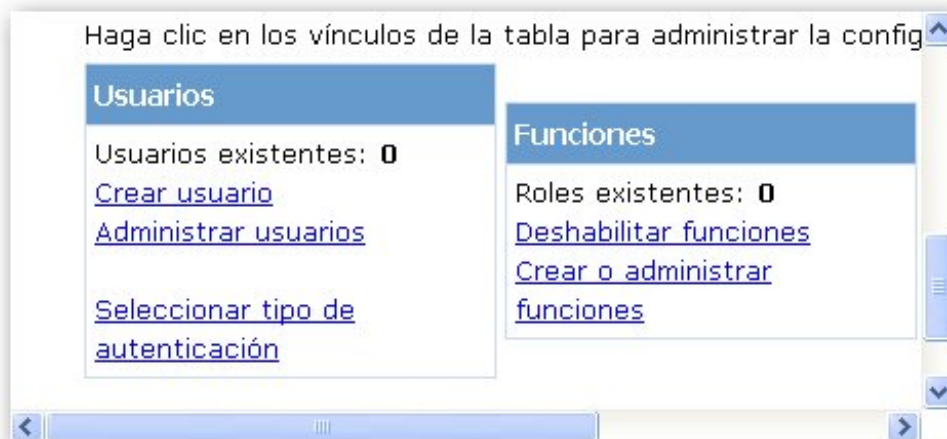 Haga clic en los vínculos de la tabla para administrar la config
Usuarios
Usuarios existentes: 0
Crear usuario
Administrar usuarios
Seleccionar tipo de
autenticación
Funciones
Roles existentes: 0
Deshabilitar funciones
Crear o administrar
funciones